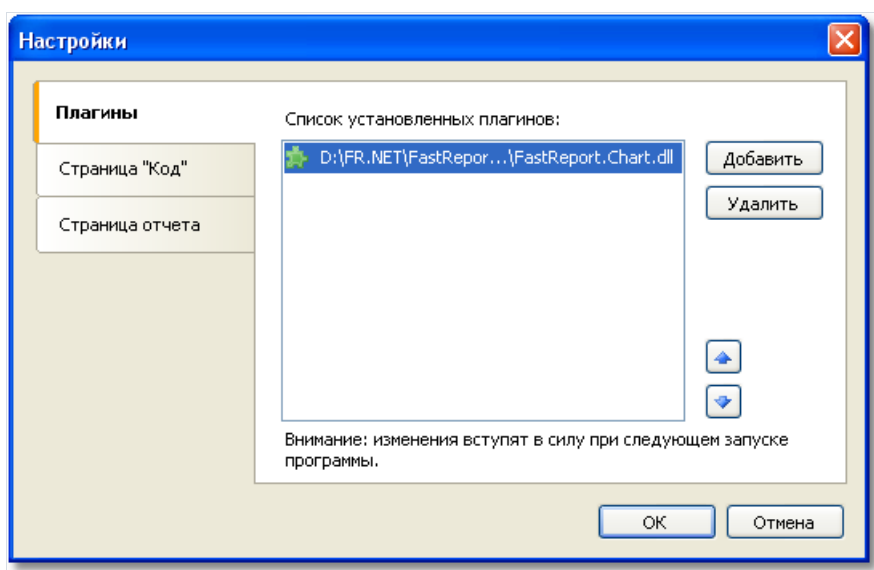 Настройки
Плагины
Страница "Код"
Страница отчета
Список установленных плагинов:
D:\FR.NET\FastRepor...\FastReport.Chart.dll
Добавить
Удалить
Внимание: изменения вступят в силу при следующем запуске
программы.
ОК
Отмена